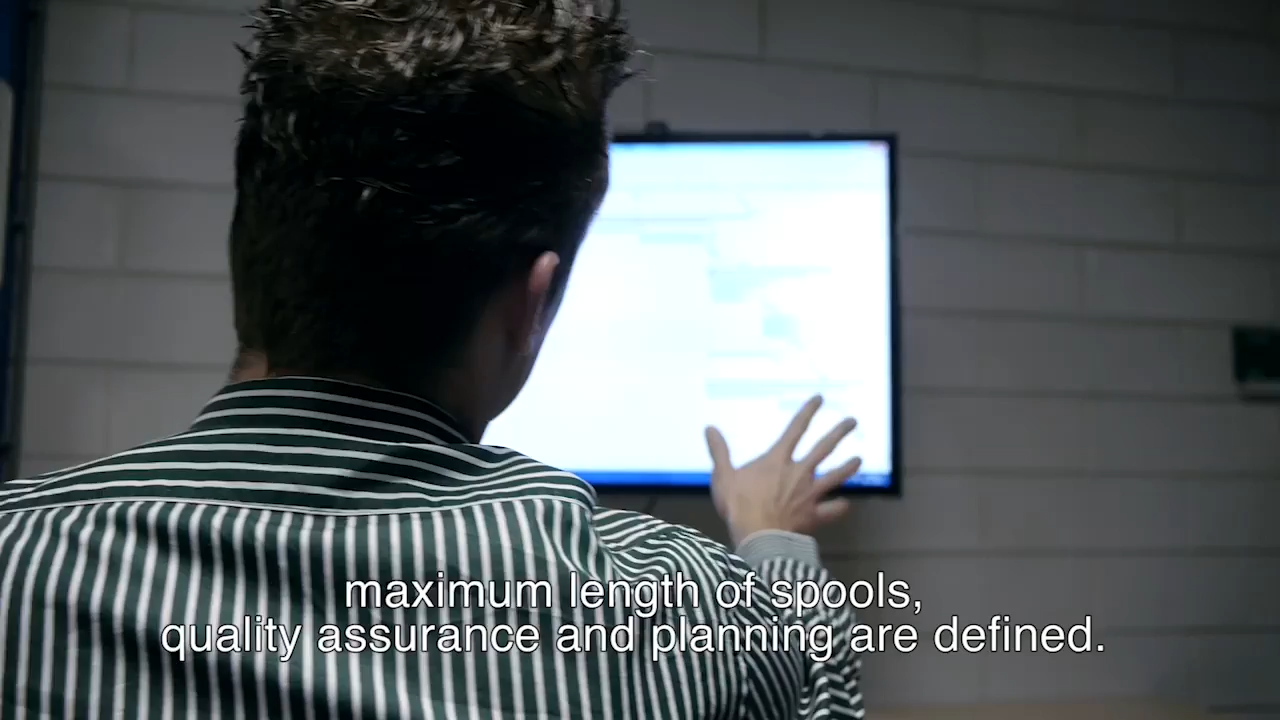 maximum length of spools,
quality assurance and planning are defined.